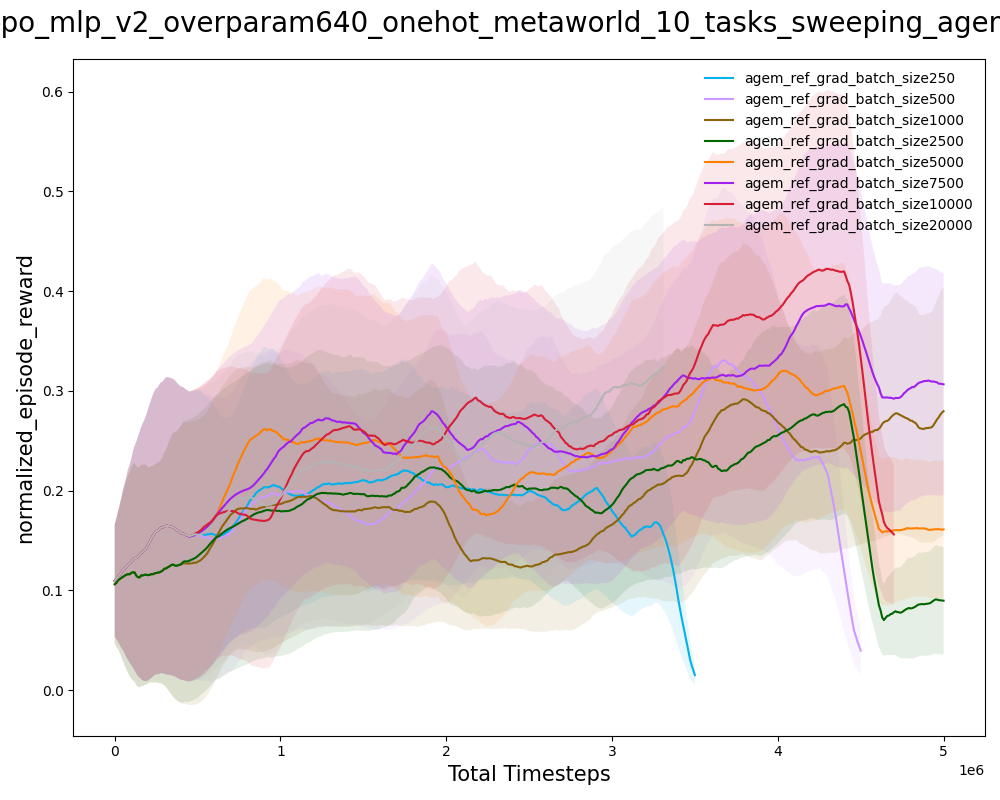 po_mlp_v2_overparam640_onehot_metaworld_10_tasks_sweeping_ager
agem_ref_grad_batch_size250
agem_ref_grad_batch_size500
agem_ref_grad_batch_size1000
agem_ref_grad_batch_size2500
agem_ref_grad_batch_size5000
agem_ref_grad_batch_size7500
agem_ref_grad_batch_size10000
agem_ref_grad_batch_size20000
normalized_episode_reward
0.6
0.5
0.4
0.3
0.2
0.1
0.0
0 1 2 3 4 5
1e6
Total Timesteps